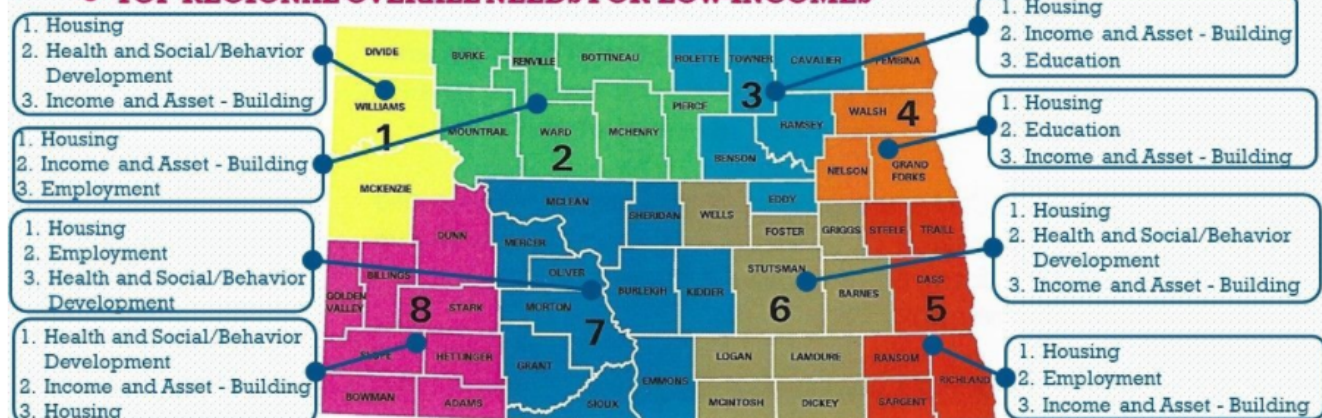 TOP REGIONAL OVERALL NEEDS FOR LOW INCOMES
1. Housing
2. Health and Social/Behavior
Development
3. Income and Asset - Building
1. Housing
2. Income and Asset - Building
3. Employment
1. Housing
2. Employment
3. Health and Social/Behavior
Development
1. Health and Social/Behavior
Development
2. Income and Asset - Building
3. Housing
DIVIDE
WILLIAMS
1
MCKENZIE
BURKE
RENVILLE
BOTTINEAU
MOUNTRAIL
WARD
2
MCHENRY
PIERCE
ROLETTE
TOWNER
CAVALIER
3
RAMSEY
BENSON
EDDY
PEMBINA
WALSH
4
NELSON
GRAND
FORKS
MCLEAN
SHERIDAN
MERCER
OLIVER
MORTON
BURLEIGH
KIDDER
7
GRANT
SIOUX
EMMONS
WELLS
FOSTER
GRIGGS
STUTSMAN
6
BARNES
LOGAN
LAMOURE
MCINTOSH
DICKEY
STEELE
TRAILL
CASS
5
RANSOM
RICHLAND
SARGENT
DUNN
BILLINGS
GOLDEN
VALLEY
8
STARK
SLOPE
HETTINGER
BOWMAN
ADAMS
1. Housing
2. Income and Asset - Building
3. Education
1. Housing
2. Education
3. Income and Asset - Building
1. Housing
2. Health and Social/Behavior
Development
3. Income and Asset - Building
1. Housing
2. Employment
3. Income and Asset - Building